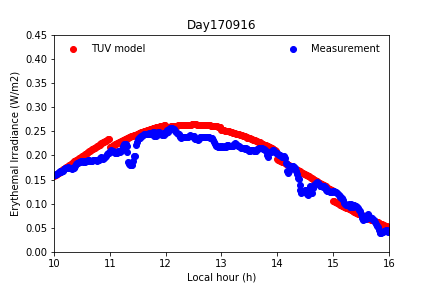 Day170916
TUV model
Measurement
Erythemal Irradiance (W/m2)
0.45
0.40
0.35
0.30
0.25
0.20
0.15
0.10
0.05
0.00
10 11 12 13 14 15 16
Local hour (h)